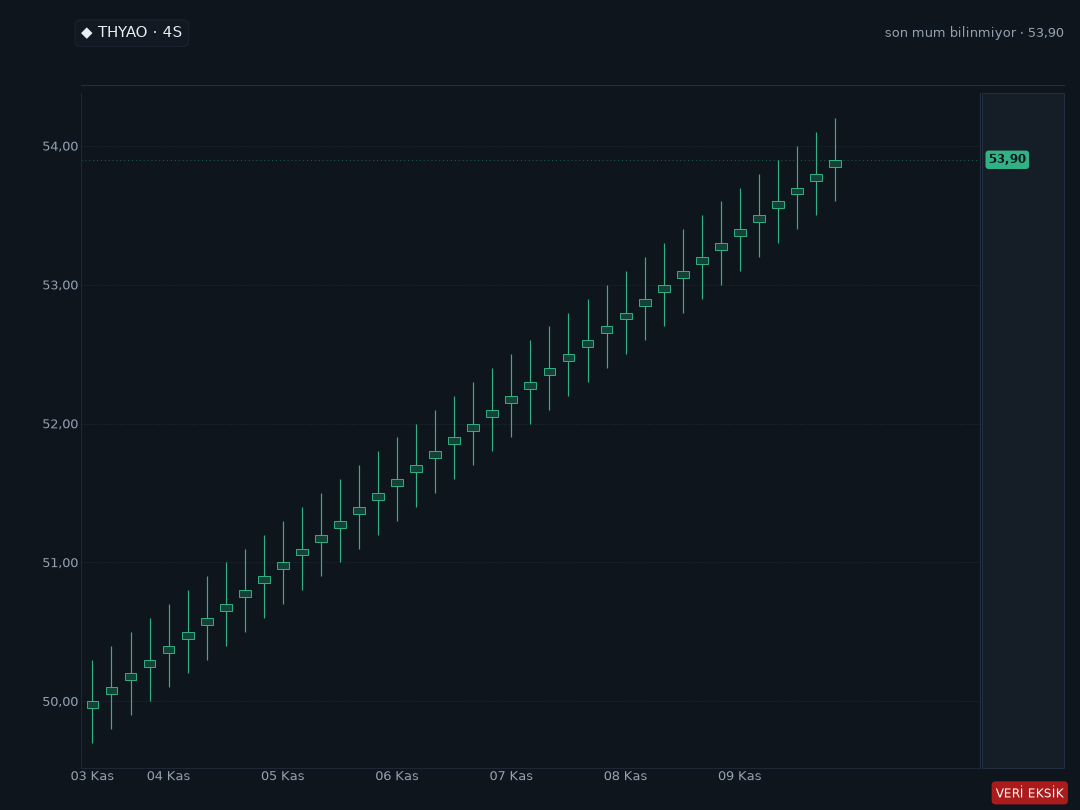 ◆ THYAO · 4S
son mum bilinmiyor · 53,90
54,00
53,90
53,00
52,00
51,00
50,00
03 Kas 04 Kas 05 Kas 06 Kas 07 Kas 08 Kas 09 Kas
VERİ EKSİK